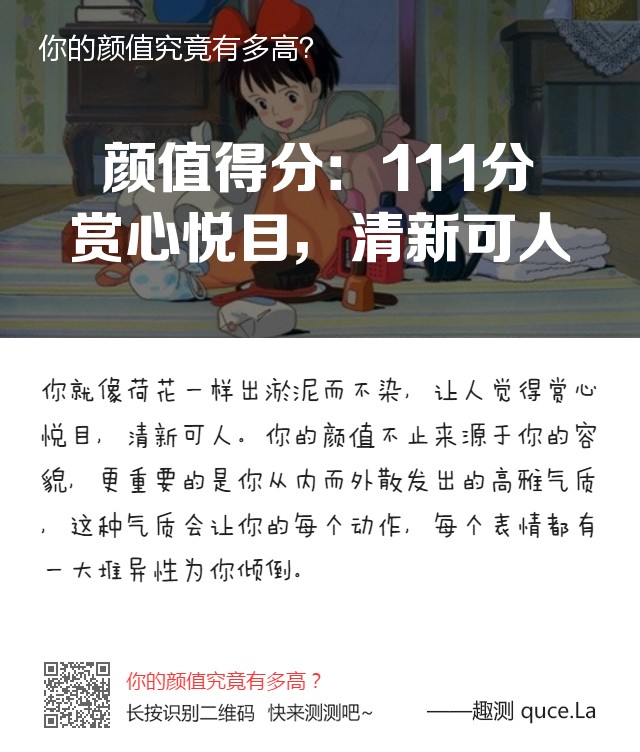 你的颜值究竟有多高?
颜值得分：111分
赏心悦目，清新可人
你就像荷花一样出淤泥而不染，让人觉得赏心
悦目，清新可人。你的颜值不止来源于你的容
貌，更重要的是你从内而外散发出的高雅气质
，这种气质会让你的每个动作，每个表情都有
一大堆异性为你倾倒。
你的颜值究竟有多高？
长按识别二维码 快来测测吧~
——趣测 quce.La